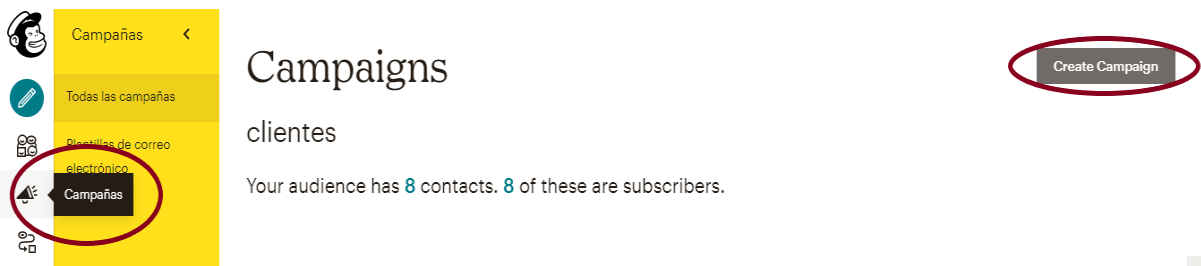 Campañas
Todas las campañas
Plantillas de correo
electrónico
Campañas
Campaigns
Create Campaign
clientes
Your audience has 8 contacts. 8 of these are subscribers.